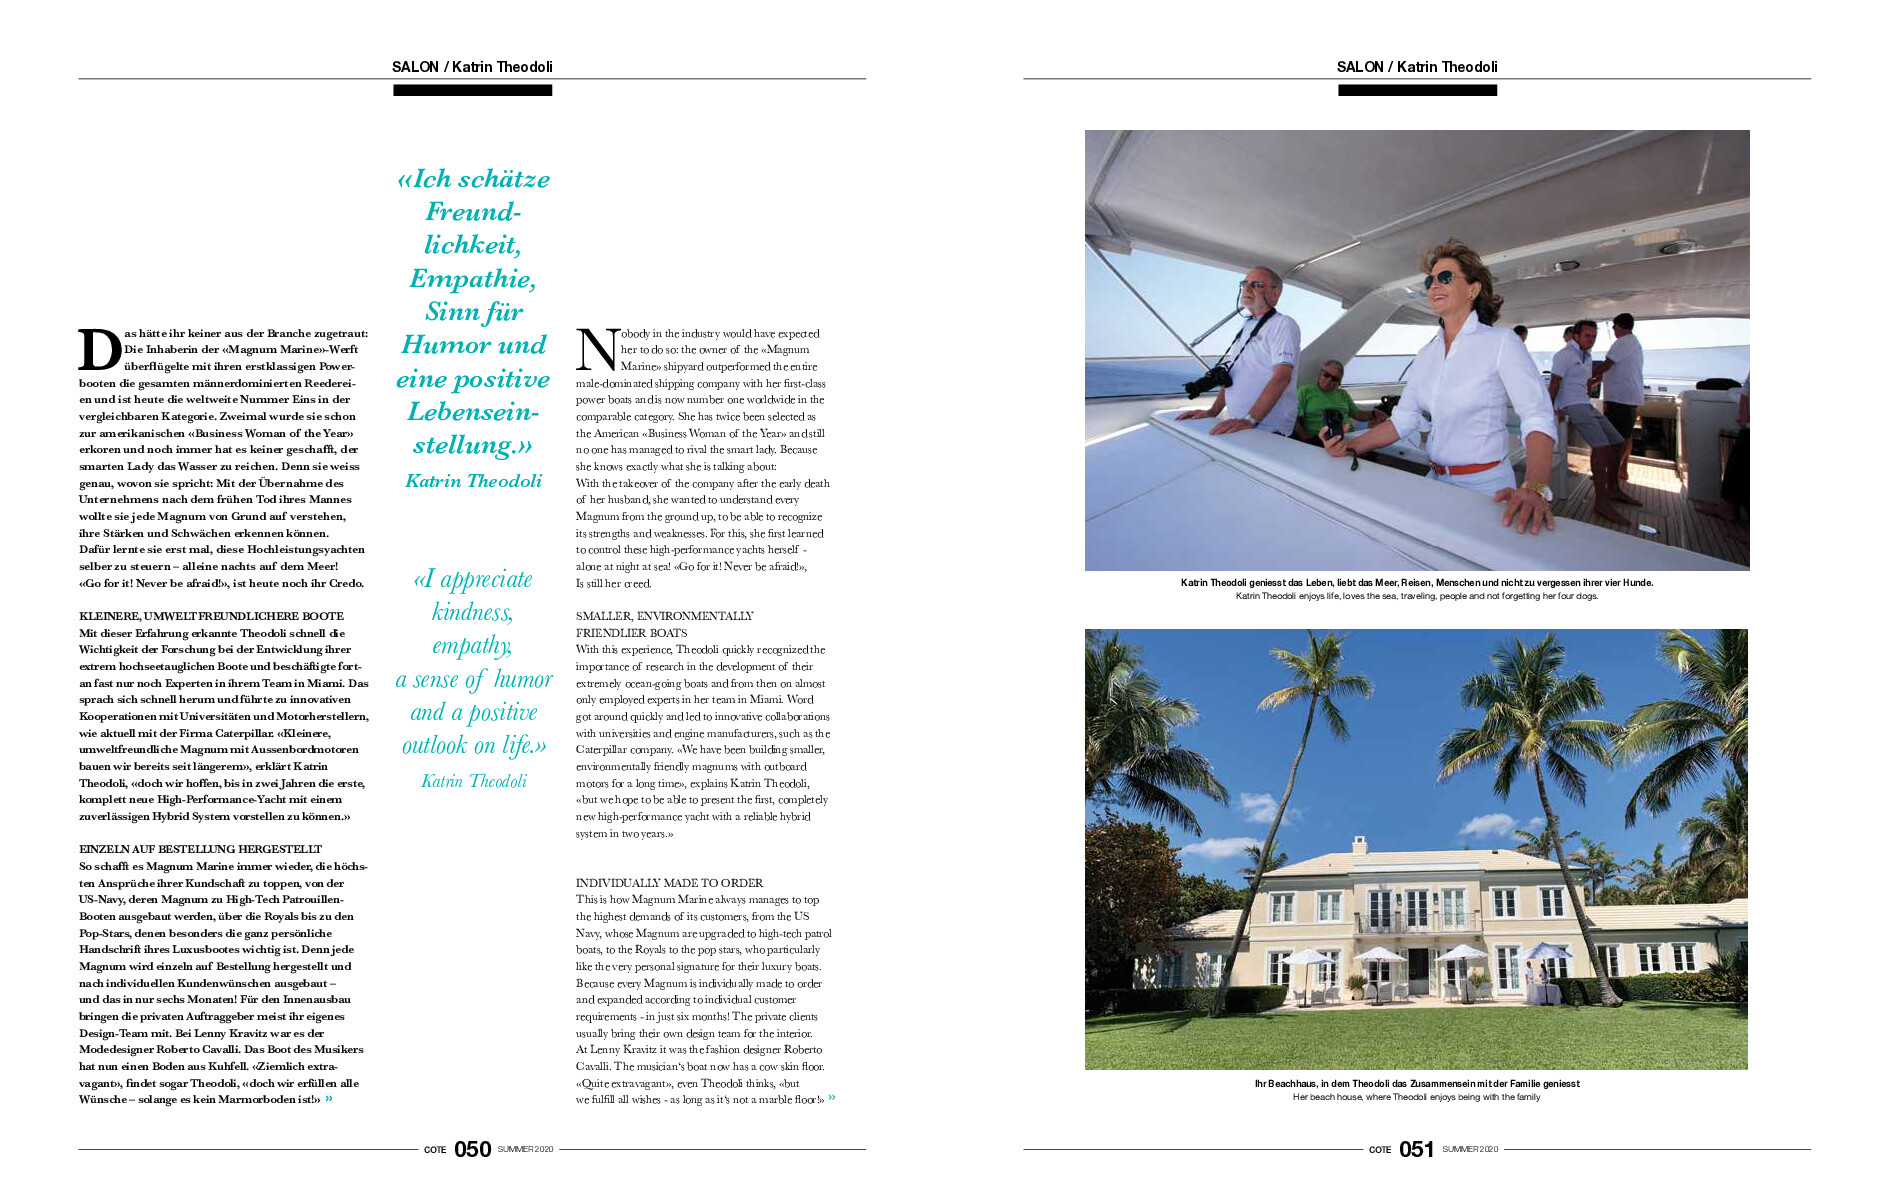 SALON / Katrin Theodoli
Das hätte ihr keiner aus der Branche zugetraut:
Die Inhaberin der «Magnum Marine»-Werft
überflügelte mit ihren erstklassigen Power-
booten die gesamten männerdominierten Reederei-
en und ist heute die weltweite Nummer Eins in der
vergleichbaren Kategorie. Zweimal wurde sie schon
zur amerikanischen «Business Woman of the Year»
erkoren und noch immer hat es keiner geschafft, der
smarten Lady das Wasser zu reichen. Denn sie weiss
genau, wovon sie spricht: Mit der Übernahme des
Unternehmens nach dem frühen Tod ihres Mannes
wollte sie jede Magnum von Grund auf verstehen,
ihre Stärken und Schwächen erkennen können.
Dafür lernte sie erst mal, diese Hochleistungsyachten
selber zu steuern – alleine nachts auf dem Meer!
«Go for it! Never be afraid!», ist heute noch ihr Credo.
KLEINERE, UMWELTFREUNDLICHERE BOOTE
Mit dieser Erfahrung erkannte Theodoli schnell die
Wichtigkeit der Forschung bei der Entwicklung ihrer
extrem hochseetauglichen Boote und beschäftigte fort-
an fast nur noch Experten in ihrem Team in Miami. Das
sprach sich schnell herum und führte zu innovativen
Kooperationen mit Universitäten und Motorherstellern,
wie aktuell mit der Firma Caterpillar. «Kleinere,
umweltfreundliche Magnum mit Aussenbordmotoren
bauen wir bereits seit längerem», erklärt Katrin
Theodoli, «doch wir hoffen, bis in zwei Jahren die erste,
komplett neue High-Performance-Yacht mit einem
zuverlässigen Hybrid System vorstellen zu können.»
EINZELN AUF BESTELLUNG HERGESTELLT
So schafft es Magnum Marine immer wieder, die höchs-
ten Ansprüche ihrer Kundschaft zu toppen, von der
US-Navy, deren Magnum zu High-Tech Patrouillen-
Booten ausgebaut werden, über die Royals bis zu den
Pop-Stars, denen besonders die ganz persönliche
Handschrift ihres Luxusbootes wichtig ist. Denn jede
Magnum wird einzeln auf Bestellung hergestellt und
nach individuellen Kundenwünschen ausgebaut –
und das in nur sechs Monaten! Für den Innenausbau
bringen die privaten Auftraggeber meist ihr eigenes
Design-Team mit. Bei Lenny Kravitz war es der
Modedesigner Roberto Cavalli. Das Boot des Musikers
hat nun einen Boden aus Kuhfell. «Ziemlich extra-
vagant», findet sogar Theodoli, «doch wir erfüllen alle
Wünsche – solange es kein Marmorboden ist!» »
«Ich schätze
Freund-
lichkeit,
Empathie,
Sinn für
Humor und
eine positive
Lebensein-
stellung.»
Katrin Theodoli
«I appreciate
kindness,
empathy,
a sense of humor
and a positive
outlook on life.»
Katrin Theodoli
Nobody in the industry would have expected
her to do so: the owner of the «Magnum
Marine» shipyard outperformed the entire
male-dominated shipping company with her first-class
power boats and is now number one worldwide in the
comparable category. She has twice been selected as
the American «Business Woman of the Year» and still
no one has managed to rival the smart lady. Because
she knows exactly what she is talking about:
With the takeover of the company after the early death
of her husband, she wanted to understand every
Magnum from the ground up, to be able to recognize
its strengths and weaknesses. For this, she first learned
to control these high-performance yachts herself -
alone at night at sea! «Go for it! Never be afraid!»,
Is still her creed.
SMALLER, ENVIRONMENTALLY
FRIENDLIER BOATS
With this experience, Theodoli quickly recognized the
importance of research in the development of their
extremely ocean-going boats and from then on almost
only employed experts in her team in Miami. Word
got around quickly and led to innovative collaborations
with universities and engine manufacturers, such as the
Caterpillar company. «We have been building smaller,
environmentally friendly magnums with outboard
motors for a long time», explains Katrin Theodoli,
«but we hope to be able to present the first, completely
new high-performance yacht with a reliable hybrid
system in two years.»
INDIVIDUALLY MADE TO ORDER
This is how Magnum Marine always manages to top
the highest demands of its customers, from the US
Navy, whose Magnum are upgraded to high-tech patrol
boats, to the Royals to the pop stars, who particularly
like the very personal signature for their luxury boats.
Because every Magnum is individually made to order
and expanded according to individual customer
requirements - in just six months! The private clients
usually bring their own design team for the interior.
At Lenny Kravitz it was the fashion designer Roberto
Cavalli. The musician's boat now has a cow skin floor.
«Quite extravagant», even Theodoli thinks, «but
we fulfill all wishes - as long as it's not a marble floor!» »
COTE 050 SUMMER 2020
SALON / Katrin Theodoli
Katrin Theodoli geniesst das Leben, liebt das Meer, Reisen, Menschen und nicht zu vergessen ihrer vier Hunde.
Katrin Theodoli enjoys life, loves the sea, traveling, people and not forgetting her four dogs.
Ihr Beachhaus, in dem Theodoli das Zusammensein mit der Familie geniesst
Her beach house, where Theodoli enjoys being with the family
COTE 051 SUMMER 2020